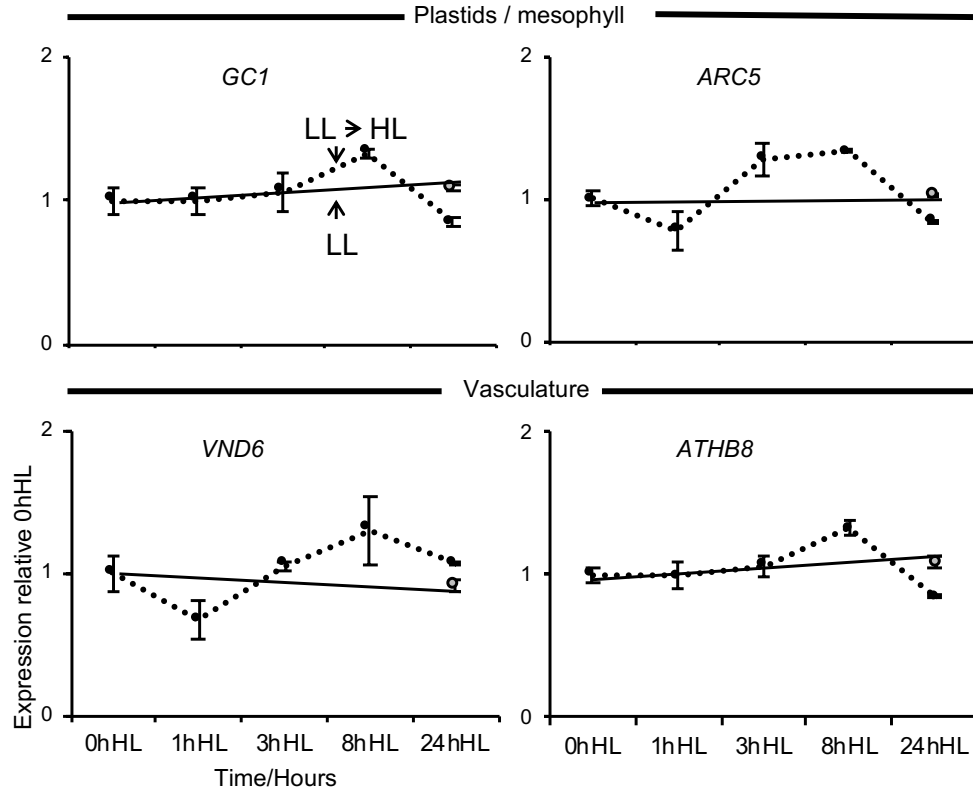 Plastids / mesophyll
2
GC1
LL → HL
1
LL
0
2
ARC5
1
0
Vasculature
Expression relative 0hHL
2
VND6
1
0
0hHL 1hHL 3hHL 8hHL 24hHL
Time/Hours
2
ATHB8
1
0
0hHL 1hHL 3hHL 8hHL 24hHL